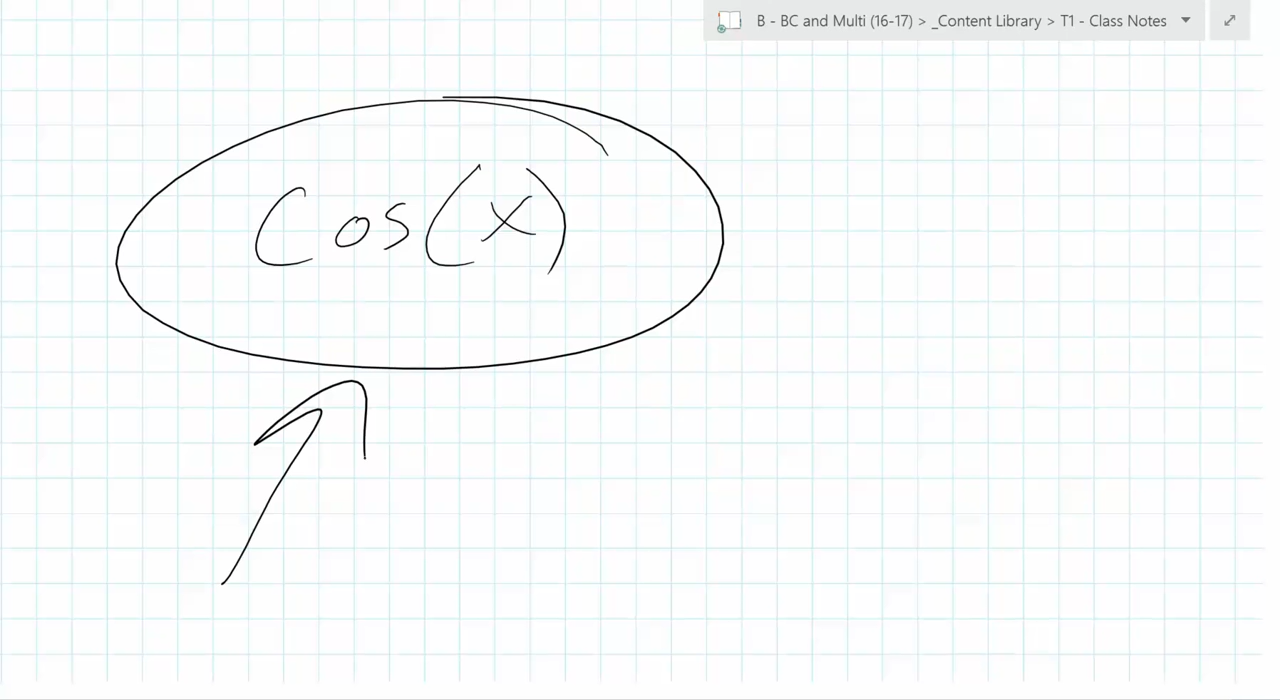 B - BC and Multi (16-17) > _Content Library > T1 - Class Notes
Cos(x)